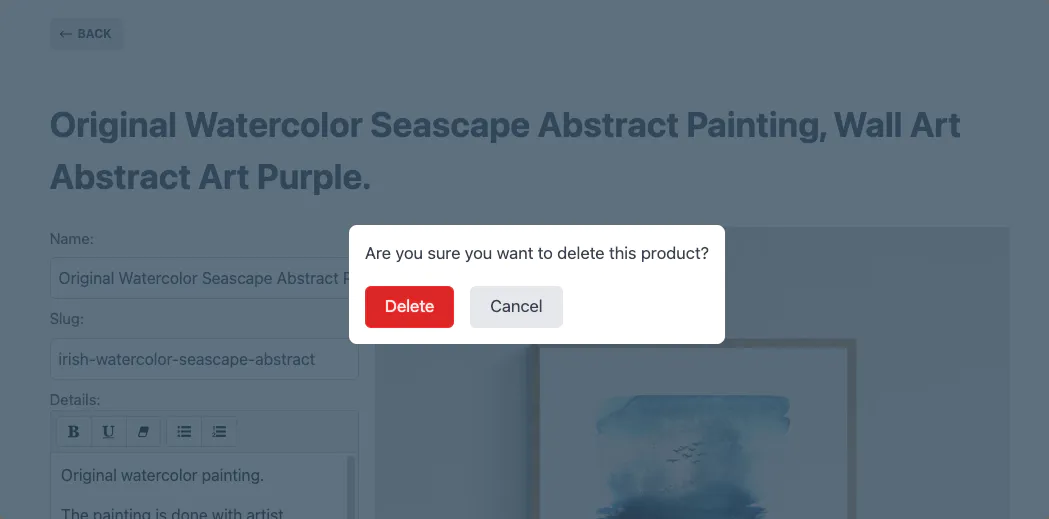 ← BACK
Original Watercolor Seascape Abstract Painting, Wall Art
Abstract Art Purple.
Name:
Original Watercolor Seascape Abstract
Slug:
irish-watercolor-seascape-abstract
Details:
B U
Original watercolor painting.
The painting is done with artist
Are you sure you want to delete this product?
Delete Cancel